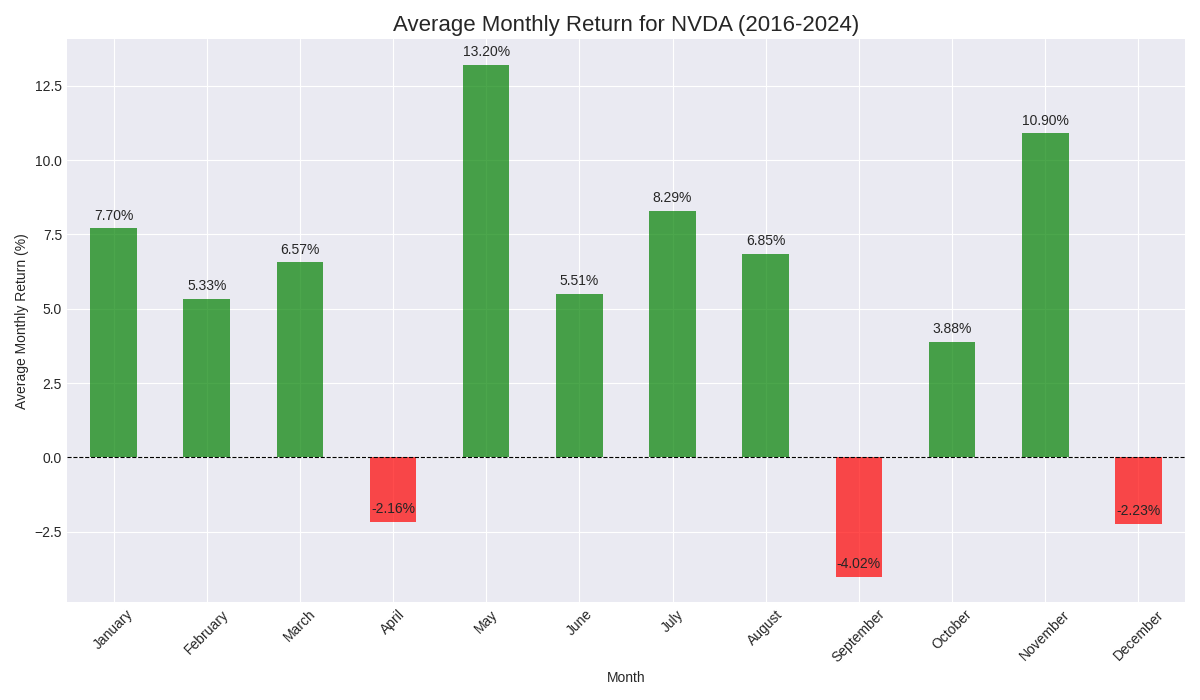 Average Monthly Return for NVDA (2016-2024)
Average Monthly Return (%)
12.5
10.0
7.5
5.0
2.5
0.0
−2.5
7.70%
5.33%
6.57%
-2.16%
13.20%
5.51%
8.29%
6.85%
-4.02%
3.88%
10.90%
-2.23%
January
February
March
April
May
June
July
August
September
October
November
December
Month